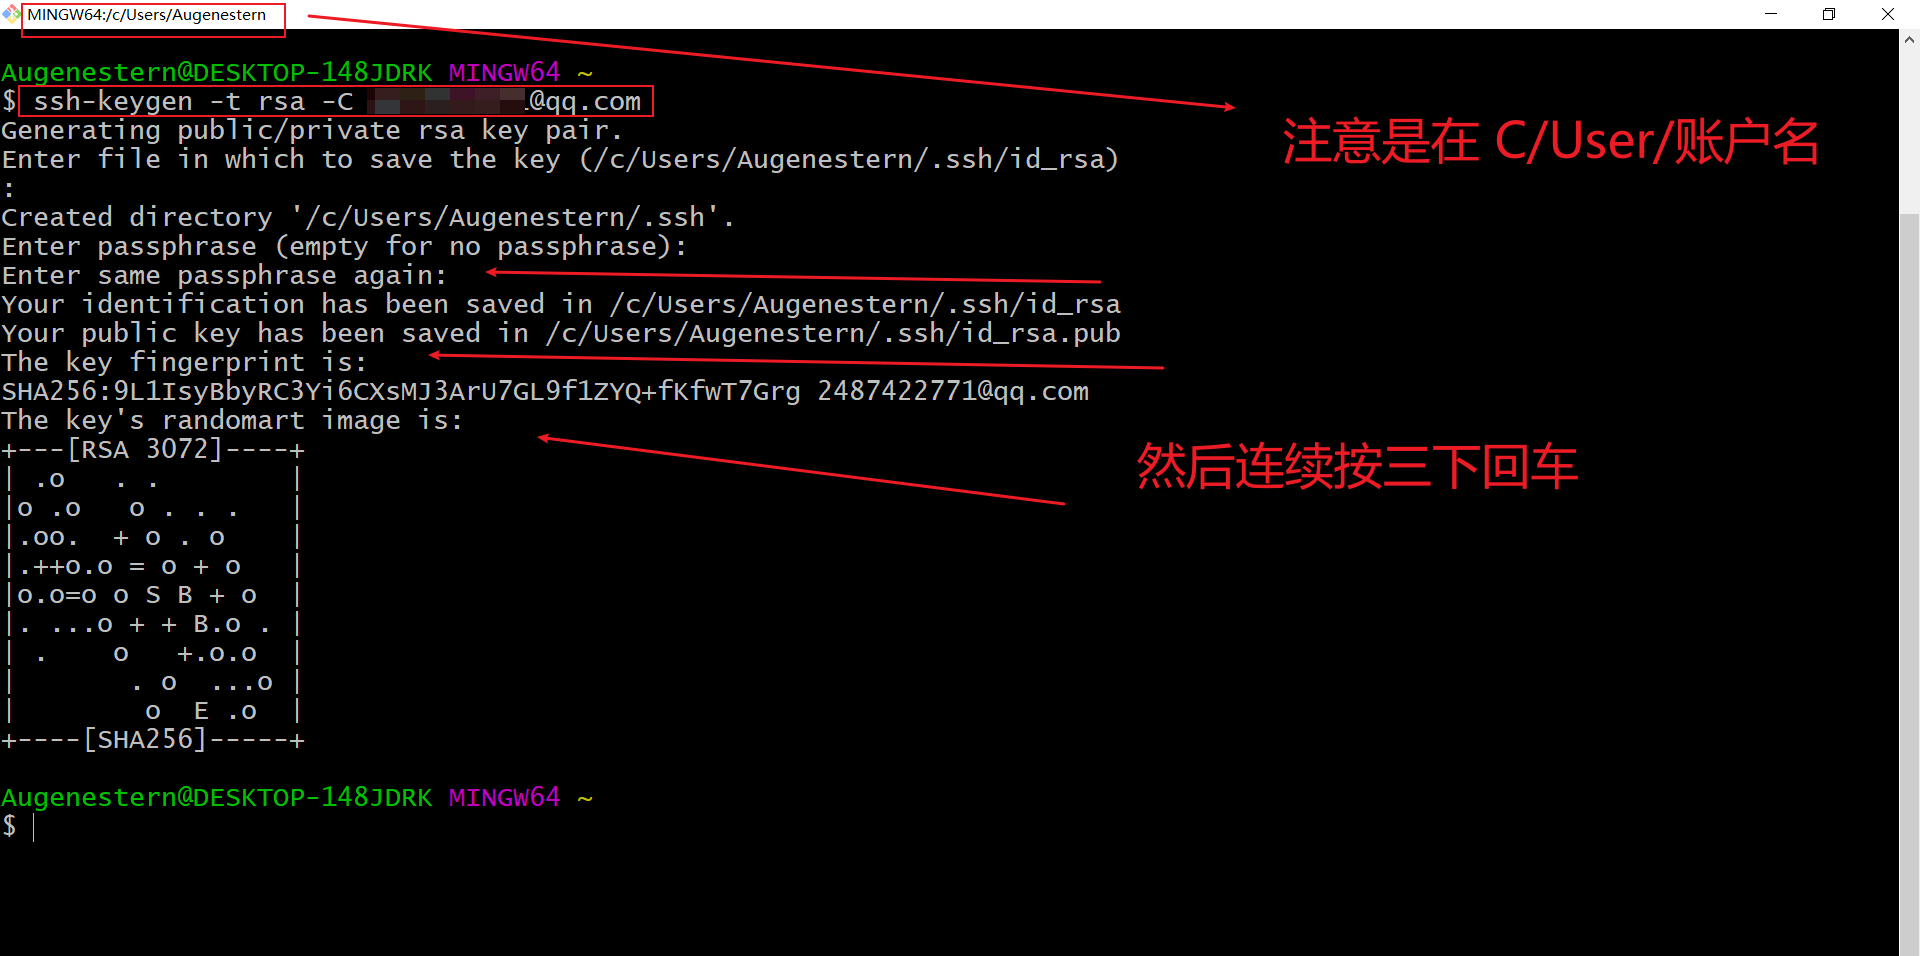 MINGW64:/c/Users/Augenestern
Augenestern@DESKTOP-148JDRK MINGW64 ~
$ ssh-keygen -t rsa -C @qq.com
Generating public/private rsa key pair.
Enter file in which to save the key (/c/Users/Augenestern/.ssh/id_rsa)
:
Created directory '/c/Users/Augenestern/.ssh'.
Enter passphrase (empty for no passphrase):
Enter same passphrase again:
Your identification has been saved in /c/Users/Augenestern/.ssh/id_rsa
Your public key has been saved in /c/Users/Augenestern/.ssh/id_rsa.pub
The key fingerprint is:
SHA256:9L1IsyBbyRC3Yi6CXsMJ3ArU7GL9f1ZYQ+fKfwT7Grg 2487422771@qq.com
The key's randomart image is:
+---[RSA 3072]----+
| .o   . .        |
|o .o   o . . .   |
|.oo.  + o . o    |
|.++o.o = o + o   |
|o.o=o o S B + o  |
|. ...o + + B.o . |
| .    o   +.o.o  |
|       . o  ...o |
|        o  E .o  |
+----[SHA256]-----+
Augenestern@DESKTOP-148JDRK MINGW64 ~
$
注意是在 C/User/账户名
然后连续按三下回车